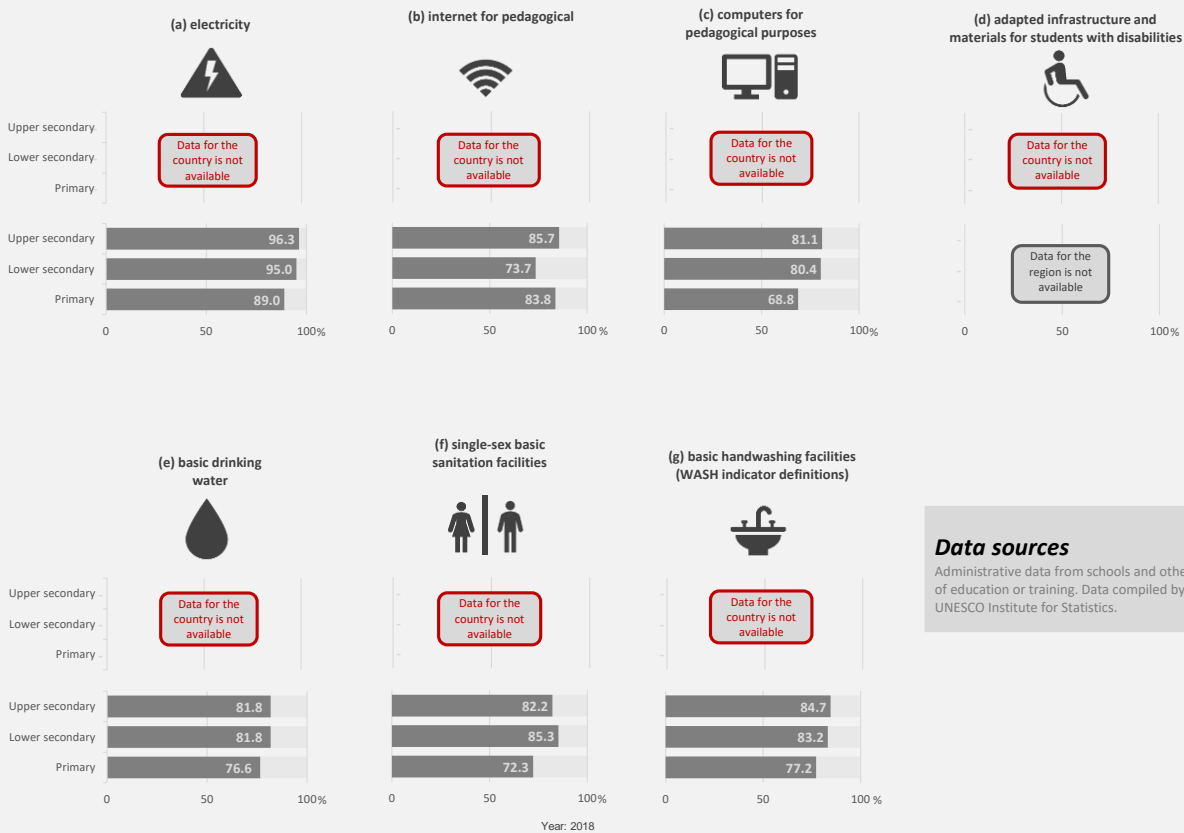 (a) electricity
(b) internet for pedagogical
(c) computers for
pedagogical purposes
(d) adapted infrastructure and
materials for students with disabilities
Upper secondary
Lower secondary
Primary
Data for the
country is not
available
Data for the
country is not
available
Data for the
country is not
available
Data for the
country is not
available
Upper secondary
Lower secondary
Primary
96.3
95.0
89.0
0 50 100%
85.7
73.7
83.8
0 50 100%
81.1
80.4
68.8
0 50 100%
Data for the
region is not
available
0 50 100%
(e) basic drinking
water
(f) single-sex basic
sanitation facilities
(g) basic handwashing facilities
(WASH indicator definitions)
Upper secondary
Lower secondary
Primary
Data for the
country is not
available
Data for the
country is not
available
Data for the
country is not
available
Data sources
Administrative data from schools and othe
of education or training. Data compiled by
UNESCO Institute for Statistics.
Upper secondary
Lower secondary
Primary
81.8
81.8
76.6
0 50 100%
82.2
85.3
72.3
0 50 100%
84.7
83.2
77.2
0 50 100 %
Year: 2018